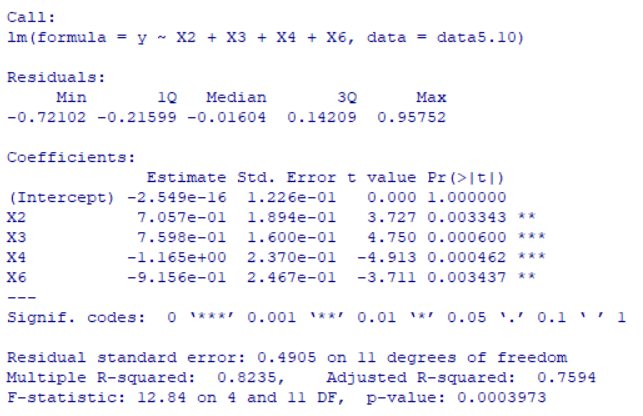 Call:
lm(formula = y ~ X2 + X3 + X4 + X6, data = data5.10)
Residuals:
     Min       1Q   Median       3Q      Max
-0.72102 -0.21599 -0.01604  0.14209  0.95752
Coefficients:
              Estimate Std. Error t value Pr(>|t|)
(Intercept) -2.549e-16  1.226e-01   0.000 1.000000
X2           7.057e-01  1.894e-01   3.727 0.003343 **
X3           7.598e-01  1.600e-01   4.750 0.000600 ***
X4          -1.165e+00  2.370e-01  -4.913 0.000462 ***
X6          -9.156e-01  2.467e-01  -3.711 0.003437 **
---
Signif. codes:  0 ‘***’ 0.001 ‘**’ 0.01 ‘*’ 0.05 ‘.’ 0.1 ‘ ’ 1
Residual standard error: 0.4905 on 11 degrees of freedom
Multiple R-squared:  0.8235,    Adjusted R-squared:  0.7594
F-statistic: 12.84 on 4 and 11 DF,  p-value: 0.0003973